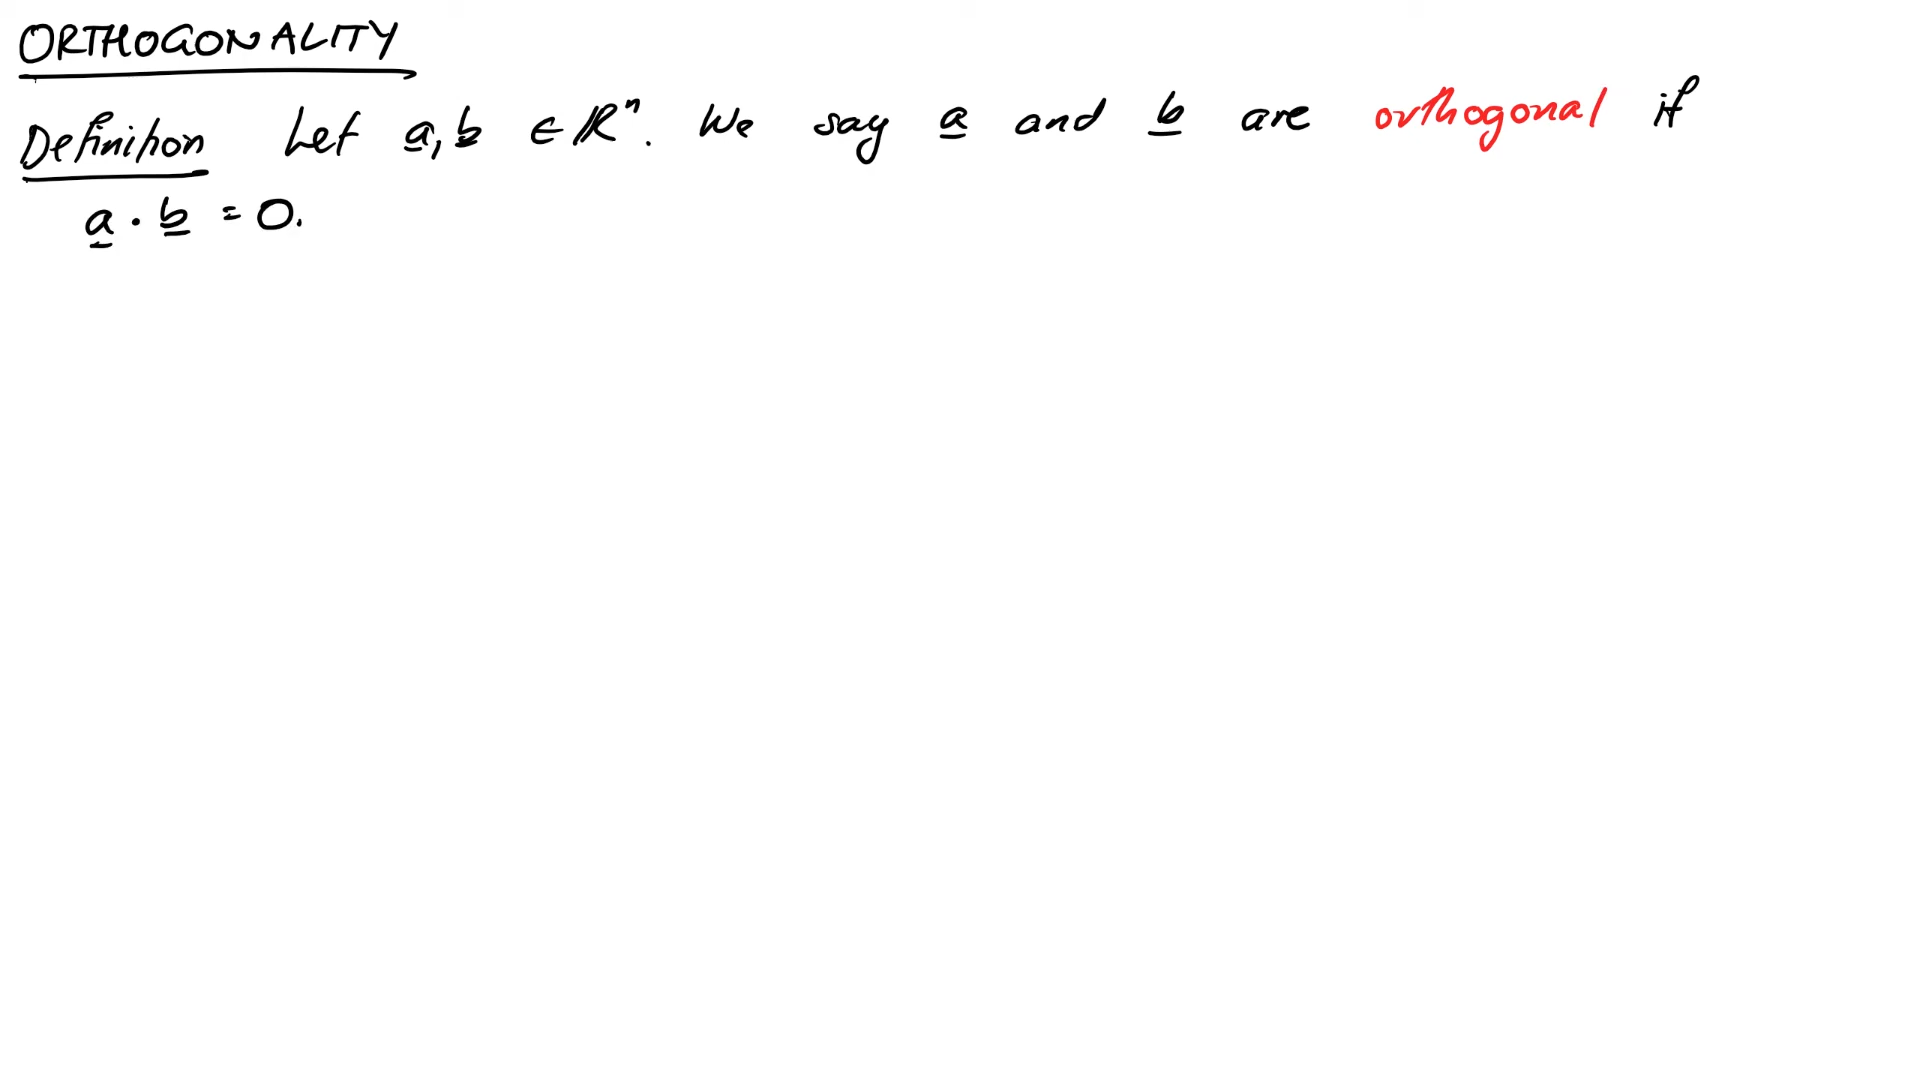 ORTHOGONALITY
Definition Let a, b ∈ ℝⁿ. We say a and b are orthogonal if
a · b = 0.